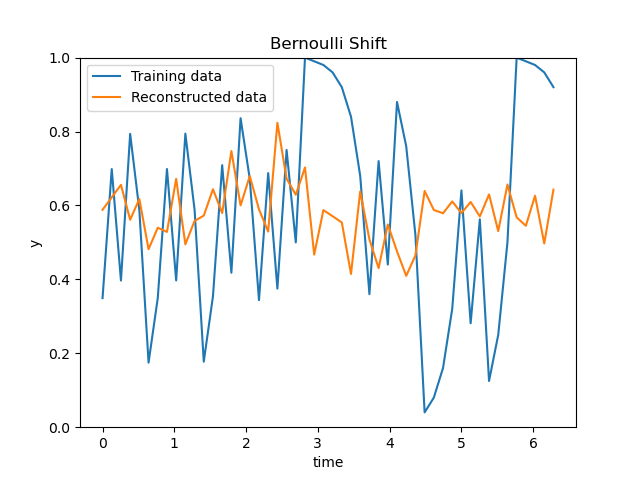 Bernoulli Shift
1.0
0.8
0.6
0.4
0.2
0.0
y
Training data
Reconstructed data
0 1 2 3 4 5 6
time